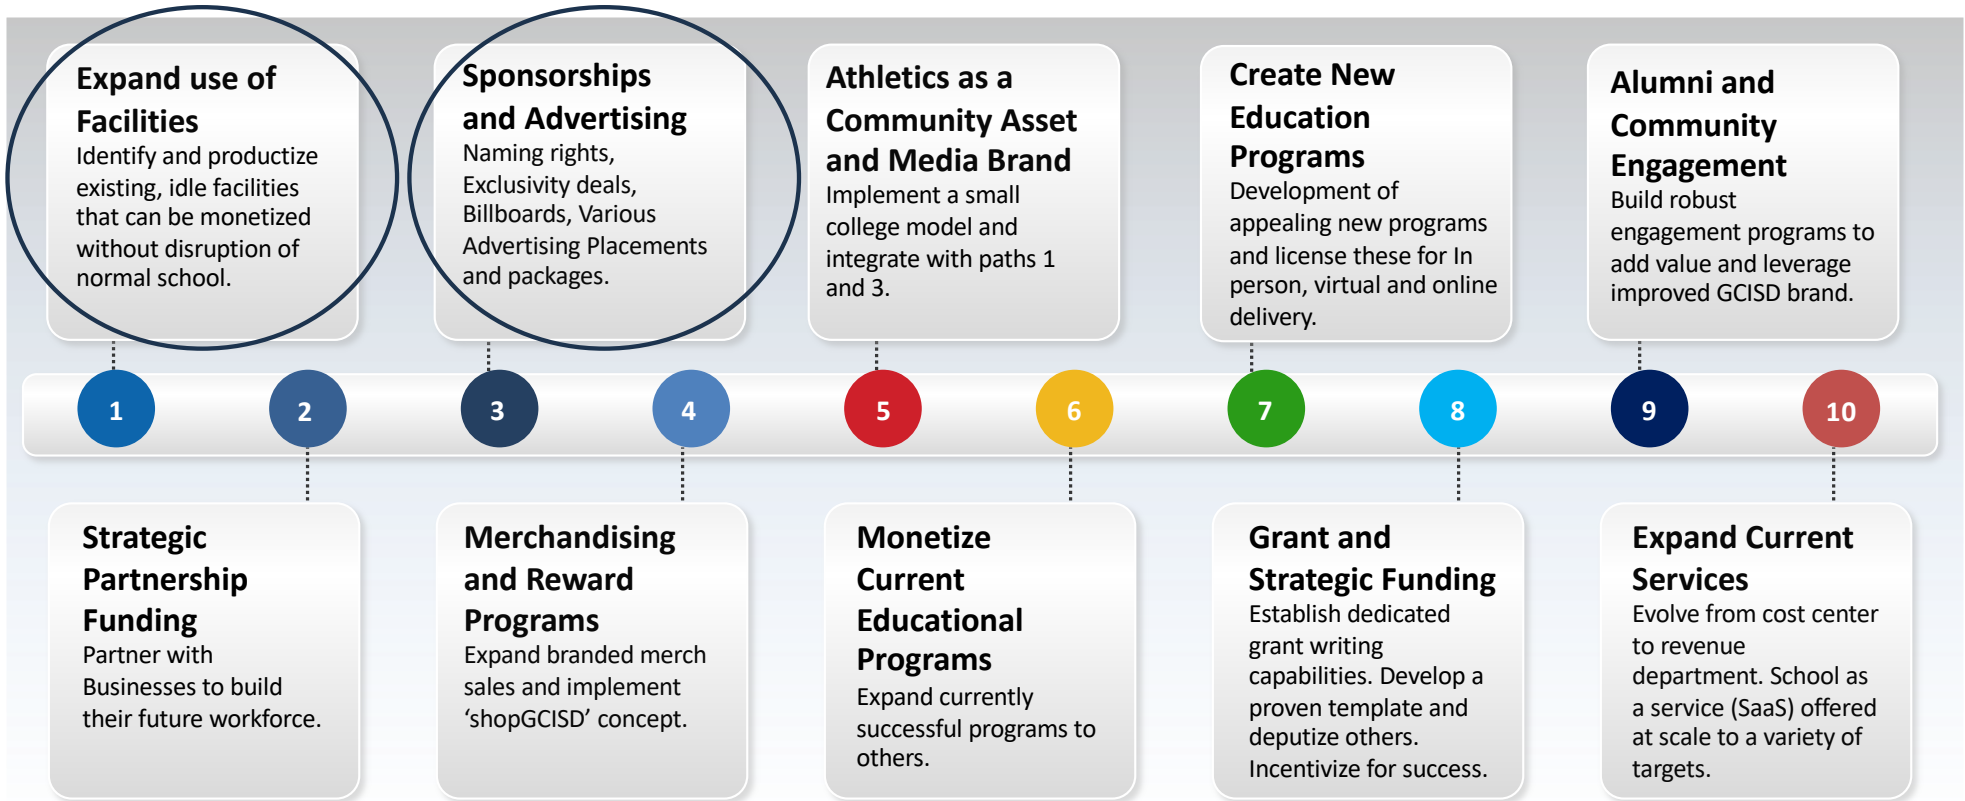 Expand use of
Facilities
Identify and productize
existing, idle facilities
that can be monetized
without disruption of
normal school.
Sponsorships
and Advertising
Naming rights,
Exclusivity deals,
Billboards, Various
Advertising Placements
and packages.
Athletics as a
Community Asset
and Media Brand
Implement a small
college model and
integrate with paths 1
and 3.
Create New
Education
Programs
Development of
appealing new programs
and license these for In
person, virtual and online
delivery.
Alumni and
Community
Engagement
Build robust
engagement programs to
add value and leverage
improved GCISD brand.
1
2
3
4
5
6
7
8
9
10
Strategic
Partnership
Funding
Partner with
Businesses to build
their future workforce.
Merchandising
and Reward
Programs
Expand branded merch
sales and implement
‘shopGCISD’ concept.
Monetize
Current
Educational
Programs
Expand currently
successful programs to
others.
Grant and
Strategic Funding
Establish dedicated
grant writing
capabilities. Develop a
proven template and
deputize others.
Incentivize for success.
Expand Current
Services
Evolve from cost center
to revenue
department. School as
a service (SaaS) offered
at scale to a variety of
targets.